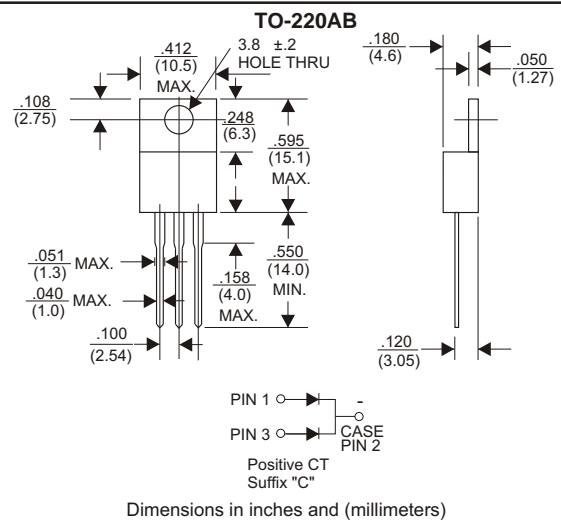 TO-220AB
.412
(10.5)
MAX.
3.8 ±.2
HOLE THRU
.180
(4.6)
.050
(1.27)
.108
(2.75)
.248
(6.3)
.595
(15.1)
MAX.
.051
(1.3) MAX.
.040
(1.0) MAX.
.100
(2.54)
.158
(4.0)
MAX.
.550
(14.0)
MIN.
.120
(3.05)
PIN 1
-
PIN 3
CASE
PIN 2
Positive CT
Suffix "C"
Dimensions in inches and (millimeters)